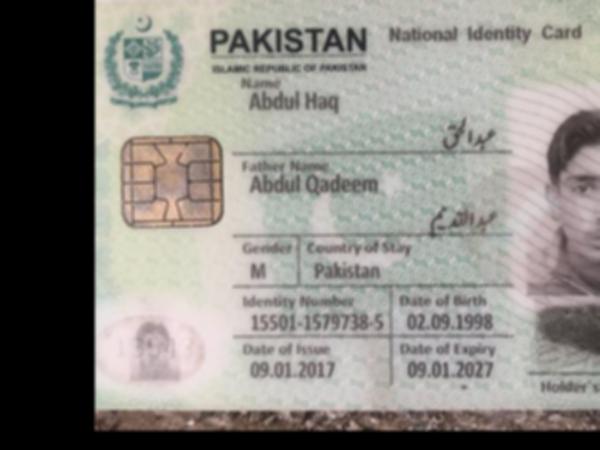 PAKISTAN National Identity Card
ISLAMIC REPUBLIC OF PAKISTAN
Name
Abdul Haq
عبدالحق
Father Name
Abdul Qadeem
عبدالقدیم
Gender Country of Stay
M Pakistan
Identity Number Date of Birth
15501-1579738-5 02.09.1998
Date of Issue Date of Expiry
09.01.2017 09.01.2027
Holder's